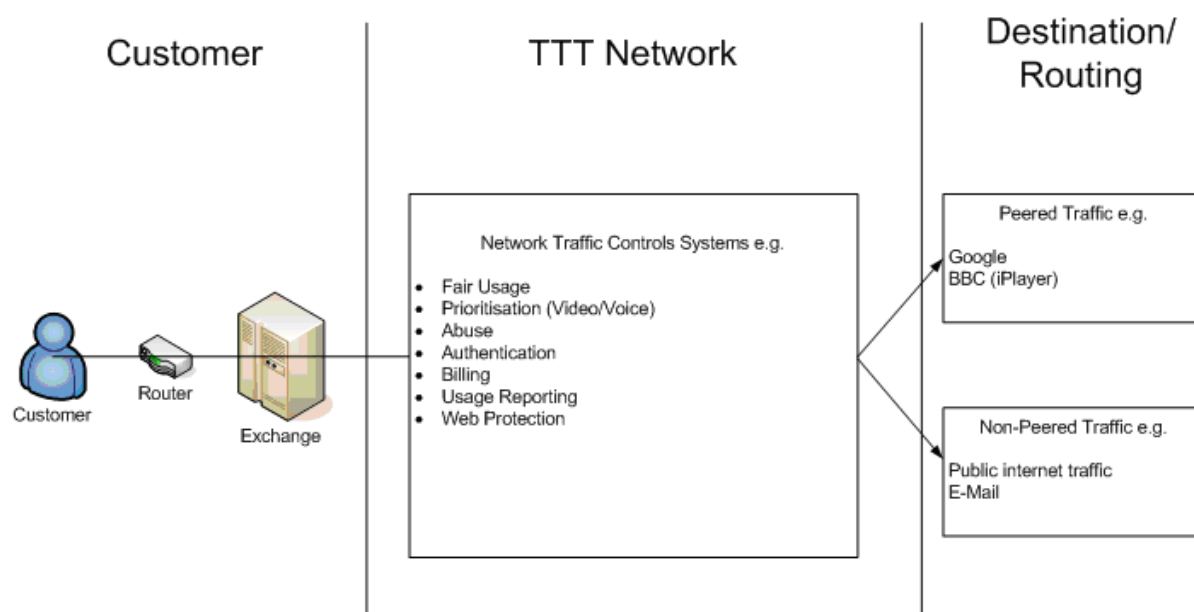 Customer
TTT Network
Destination/
Routing
Customer
Router
Exchange
Network Traffic Controls Systems e.g.
• Fair Usage
• Prioritisation (Video/Voice)
• Abuse
• Authentication
• Billing
• Usage Reporting
• Web Protection
Peered Traffic e.g.
Google
BBC (iPlayer)
Non-Peered Traffic e.g.
Public internet traffic
E-Mail